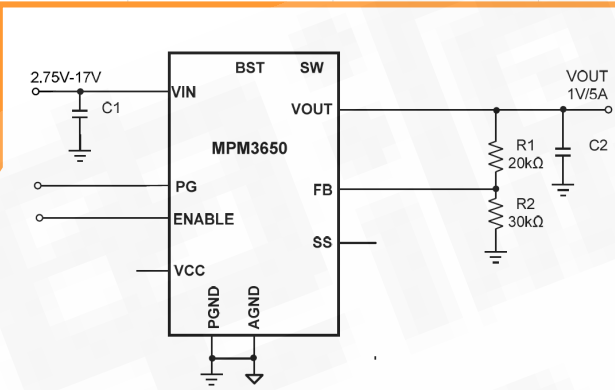 BST SW
2.75V-17V
VIN
VOUT
1V/5A
C1
VOUT
MPM3650
R1
20kΩ
C2
PG
FB
ENABLE
R2
30kΩ
SS
VCC
PGND
AGND